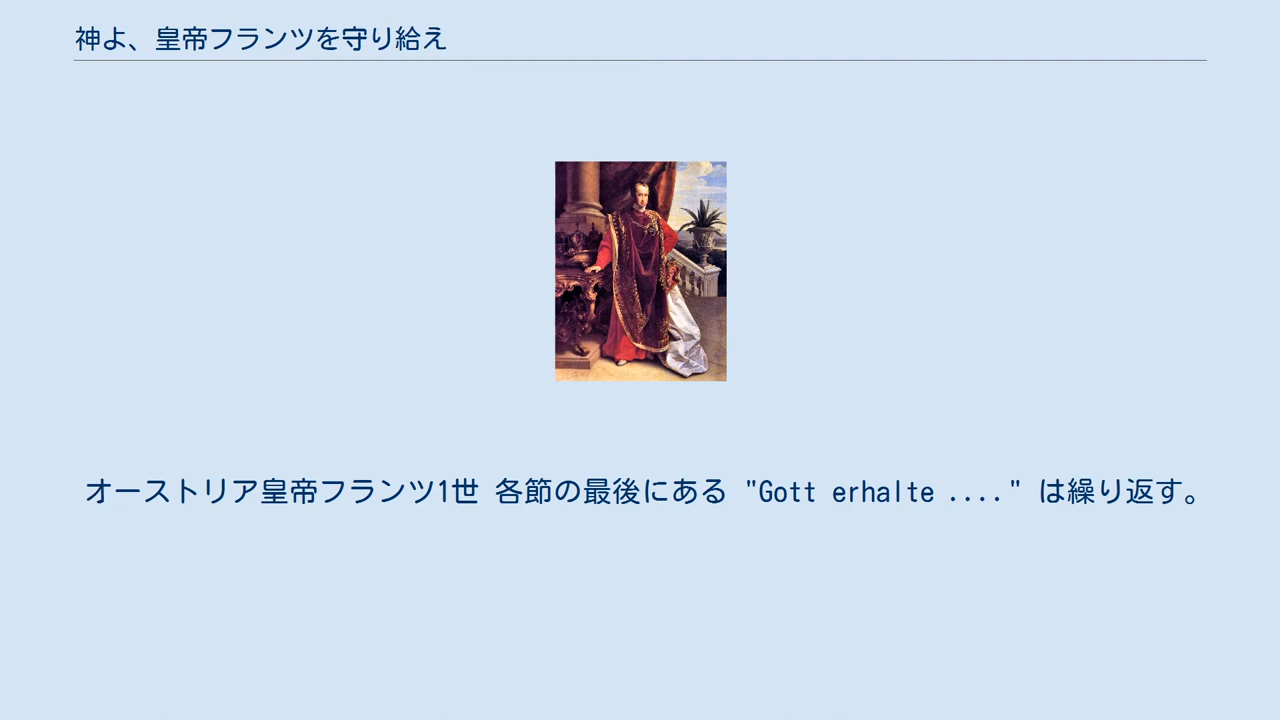 神よ、皇帝フランツを守り給え
オーストリア皇帝フランツ1世 各節の最後にある "Gott erhalte ...." は繰り返す。